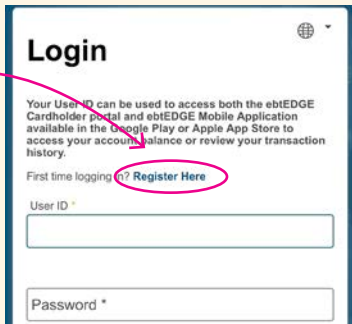 Login
Your User ID can be used to access both the ebtEDGE
Cardholder portal and ebtEDGE Mobile Application
available in the Google Play or Apple App Store to
access your account balance or review your transaction
history.
First time logging in? Register Here
User ID *
Password *